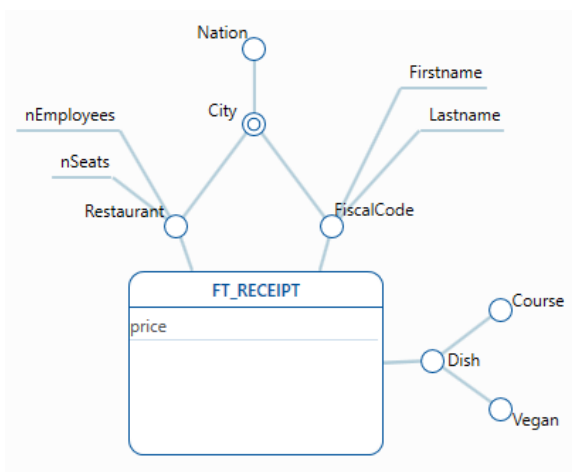 Nation
Firstname
City
Lastname
nEmployees
nSeats
Restaurant
FiscalCode
FT_RECEIPT
price
Course
Dish
Vegan